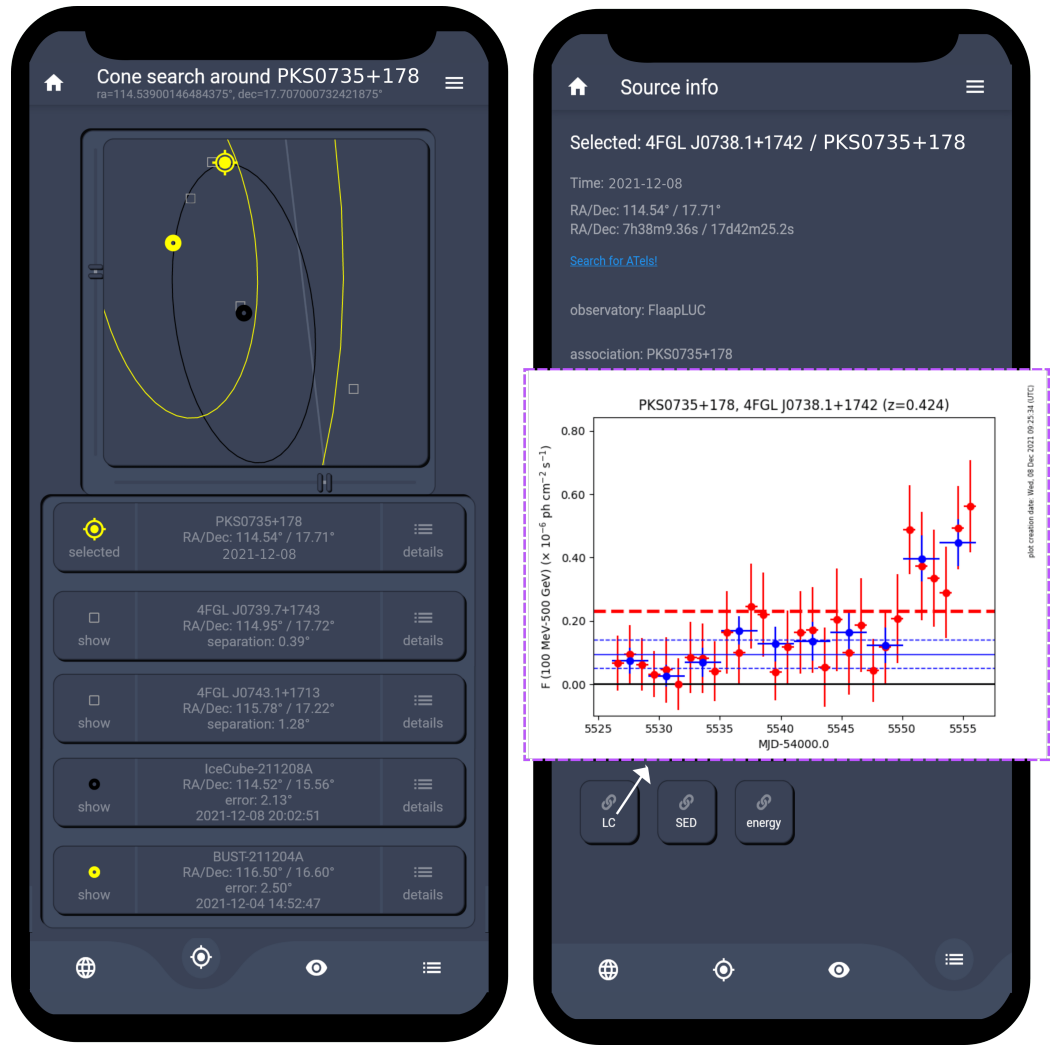 Cone search around PKS0735+178
ra=114.53900146484375°, dec=17.707000732421875°
PKS0735+178
RA/Dec: 114.54° / 17.71°
2021-12-08
selected
details
4FGL J0739.7+1743
RA/Dec: 114.95° / 17.72°
separation: 0.39°
show
details
4FGL J0743.1+1713
RA/Dec: 115.78° / 17.22°
separation: 1.28°
show
details
IceCube-211208A
RA/Dec: 114.52° / 15.56°
error: 2.13°
2021-12-08 20:02:51
show
details
BUST-211204A
RA/Dec: 116.50° / 16.60°
error: 2.50°
2021-12-04 14:52:47
show
details
Source info
Selected: 4FGL J0738.1+1742 / PKS0735+178
Time: 2021-12-08
RA/Dec: 114.54° / 17.71°
RA/Dec: 7h38m9.36s / 17d42m25.2s
Search for ATels!
observatory: FlaapLUC
association: PKS0735+178
PKS0735+178, 4FGL J0738.1+1742 (z=0.424)
F (100 MeV-500 GeV) (× 10⁻⁶ ph cm⁻² s⁻¹)
0.80
0.60
0.40
0.20
0.00
5525
5530
5535
5540
5545
5550
5555
MJD-54000.0
plot creation date: Wed, 08 Dec 2021 09:25:34 (UTC)
LC
SED
energy